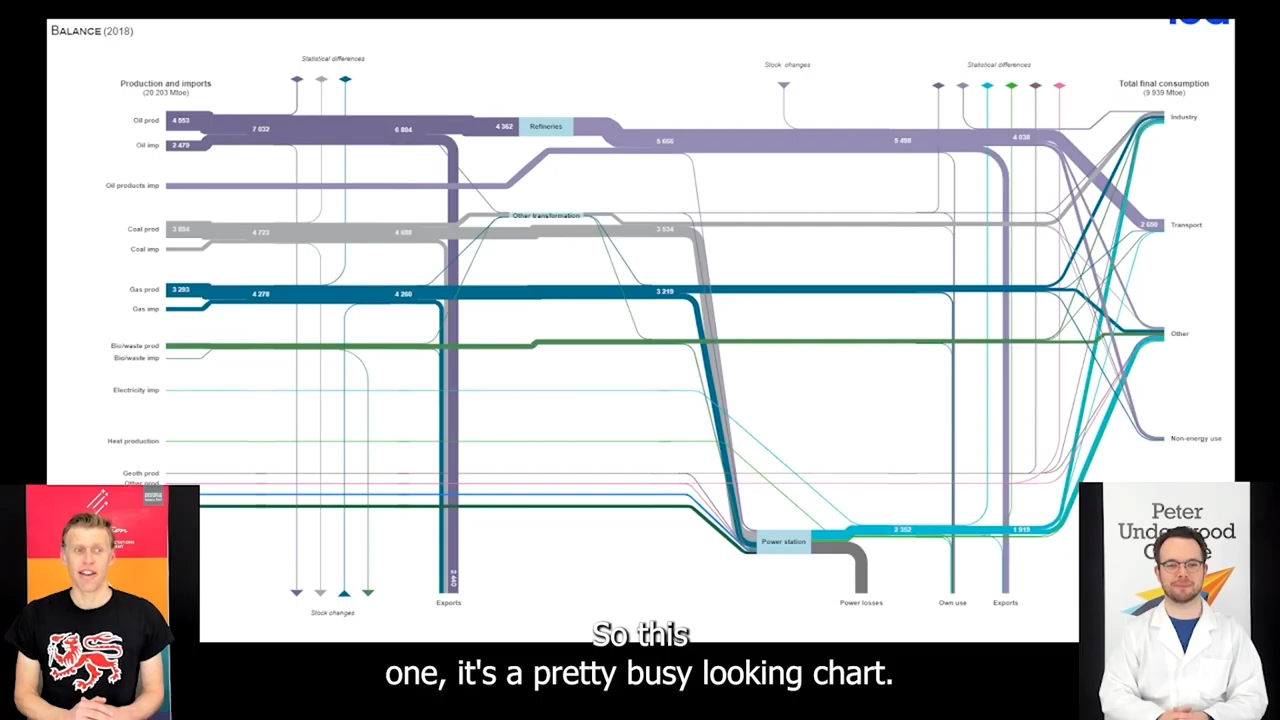 BALANCE (2018)
Statistical differences
Stock changes
Statistical differences
Production and imports
(20 203 Mtoe)
Total final consumption
(9 939 Mtoe)
Oil prod
4 553
7 032
6 804
4 362
Refineries
5 666
5 498
4 038
Industry
Oil imp
2 479
Oil products imp
Other transformation
Coal prod
3 894
4 723
4 688
3 534
2 650
Transport
Coal imp
Gas prod
3 293
4 278
4 260
3 219
Gas imp
Other
Bio/waste prod
Bio/waste imp
Electricity imp
Heat production
Non-energy use
Geoth prod
Other prod
Power station
2 352
1 919
2 440
Exports
Stock changes
Power losses
Own use
Exports
Peter
So this
one, it's a pretty busy looking chart.